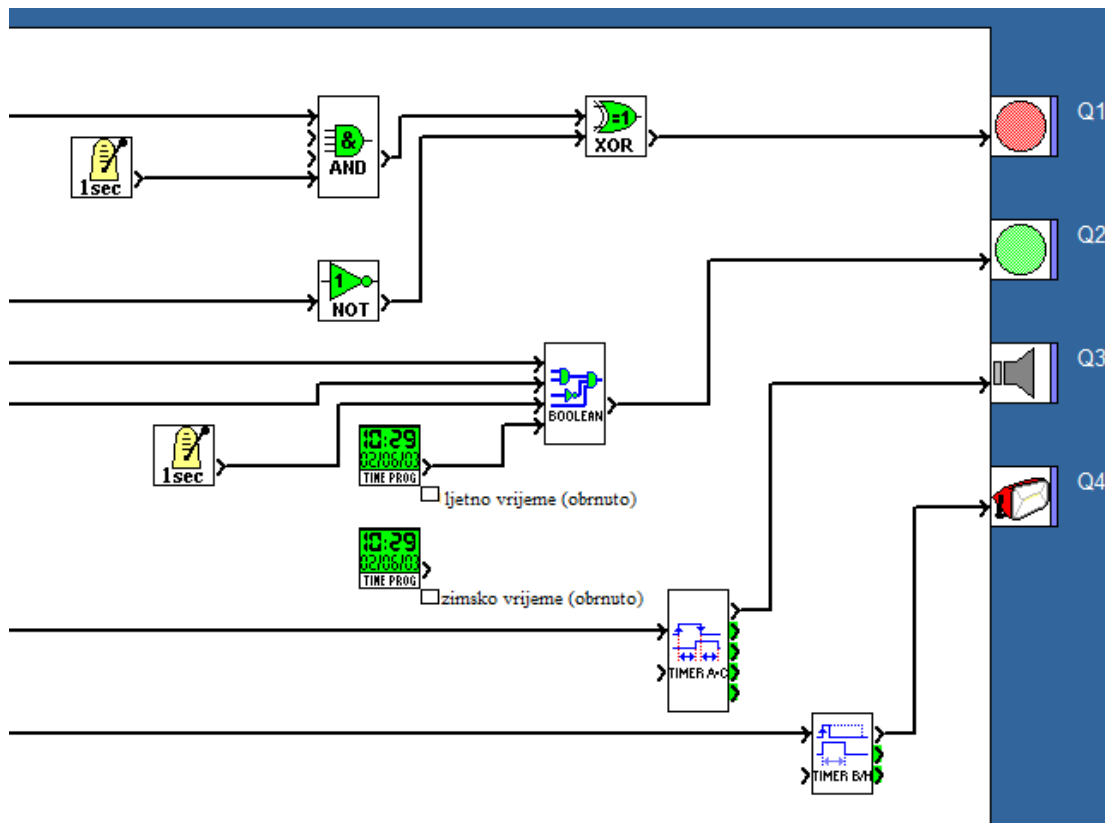 Q1
&
AND
=1
XOR
1sec
Q2
1
NOT
Q3
BOOLEAN
1sec
10:29
02/06/03
TIME PROG
ljetno vrijeme (obrnuto)
Q4
10:29
02/06/03
TIME PROG
zimsko vrijeme (obrnuto)
TIMER A•C
TIMER B/H